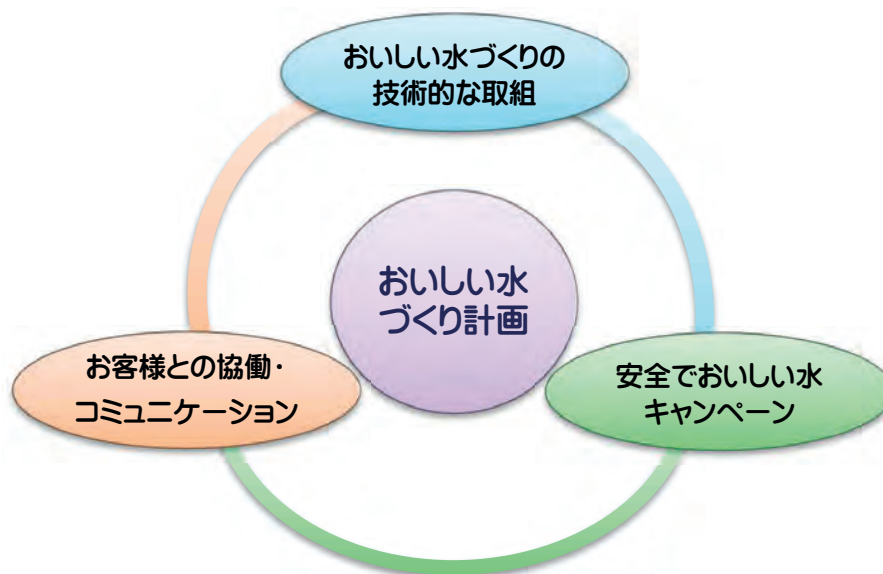 おいしい水づくりの
技術的な取組
おいしい水
づくり計画
お客様との協働・
コミュニケーション
安全でおいしい水
キャンペーン